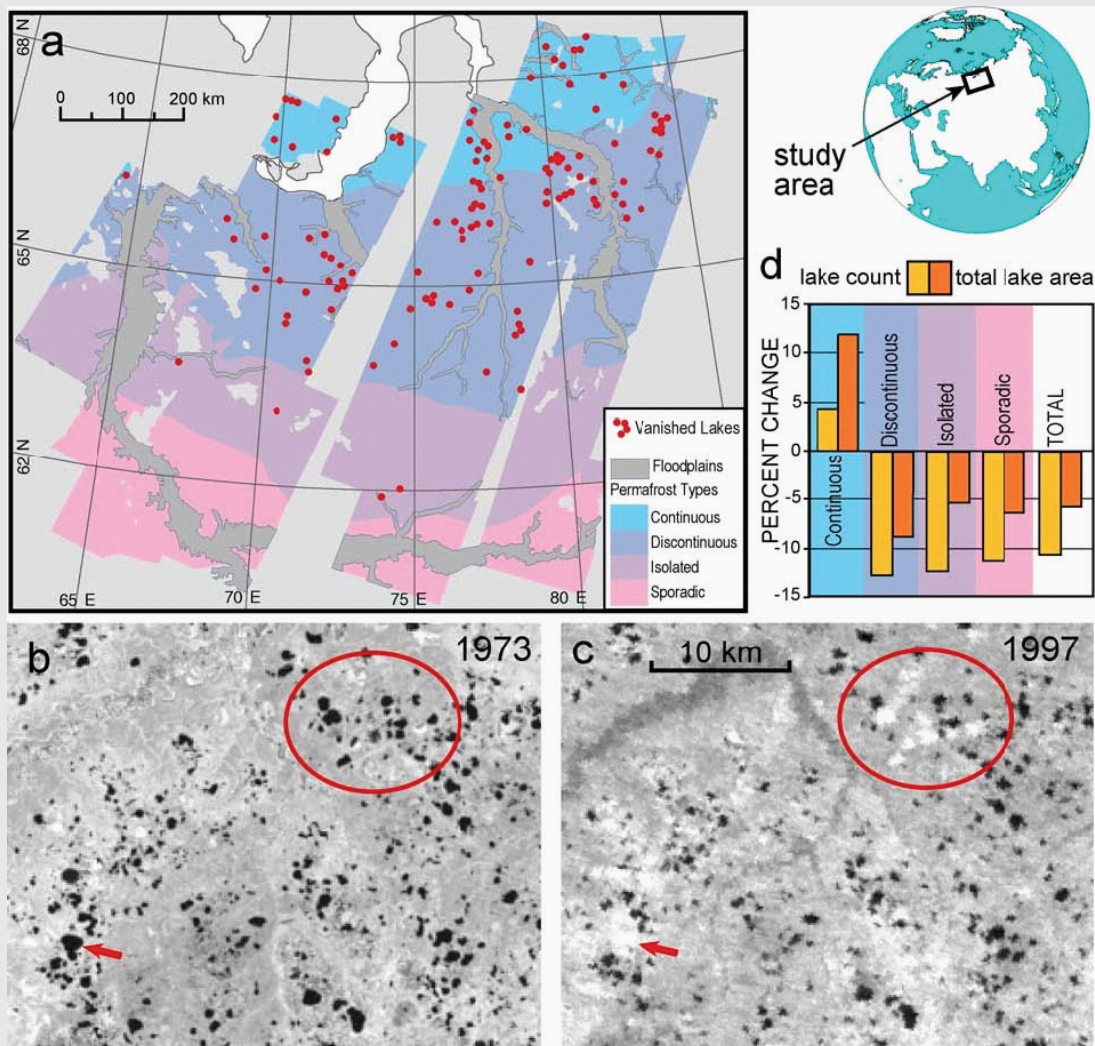 a
68 N
65 N
62 N
65 E
70 E
75 E
80 E
0 100 200 km
Vanished Lakes
Floodplains
Permafrost Types
Continuous
Discontinuous
Isolated
Sporadic
study
area
d
lake count
total lake area
PERCENT CHANGE
15
10
5
0
-5
-10
-15
Continuous
Discontinuous
Isolated
Sporadic
TOTAL
b
1973
c
10 km
1997